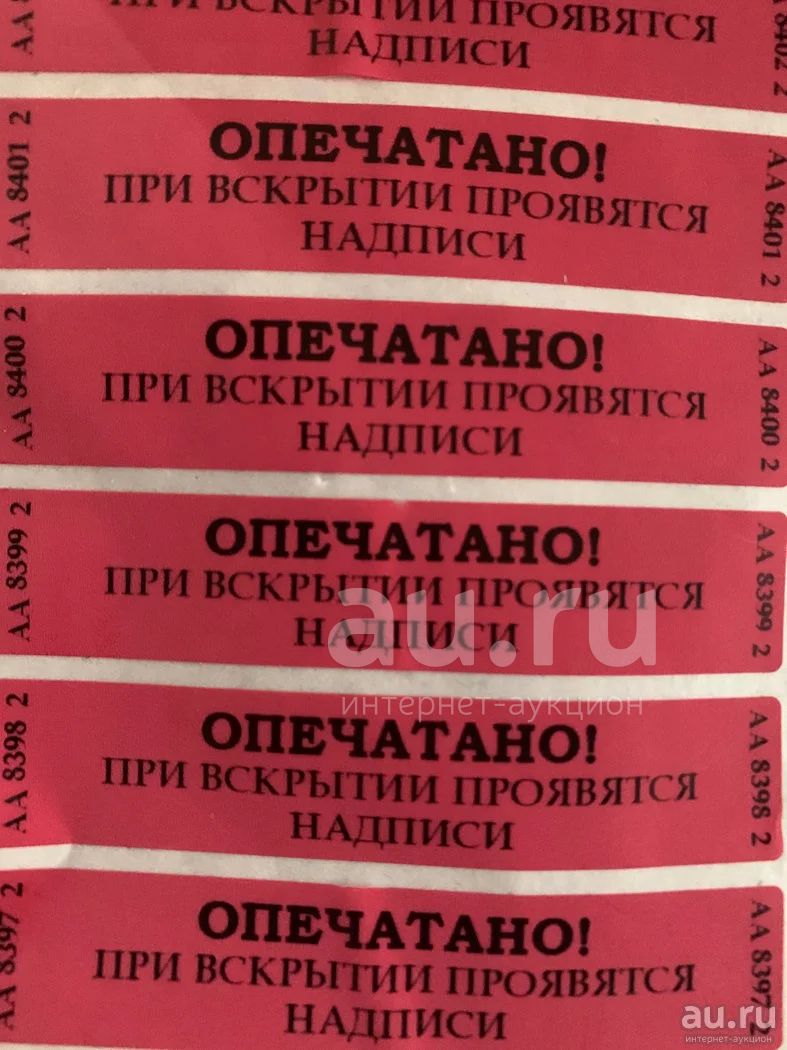 ПРИ ВСКРЫТИИ ПРОЯВЯТСЯ
НАДПИСИ
АА 8402 2
АА 8401 2
ОПЕЧАТАНО!
ПРИ ВСКРЫТИИ ПРОЯВЯТСЯ
НАДПИСИ
АА 8401 2
АА 8400 2
ОПЕЧАТАНО!
ПРИ ВСКРЫТИИ ПРОЯВЯТСЯ
НАДПИСИ
АА 8400 2
АА 8399 2
ОПЕЧАТАНО!
ПРИ ВСКРЫТИИ ПРОЯВЯТСЯ
НАДПИСИ
АА 8399 2
au.ru
интернет-аукцион
АА 8398 2
ОПЕЧАТАНО!
ПРИ ВСКРЫТИИ ПРОЯВЯТСЯ
НАДПИСИ
АА 8398 2
АА 8397 2
ОПЕЧАТАНО!
ПРИ ВСКРЫТИИ ПРОЯВЯТСЯ
НАДПИСИ
АА 8397 2
au.ru
интернет-аукцион